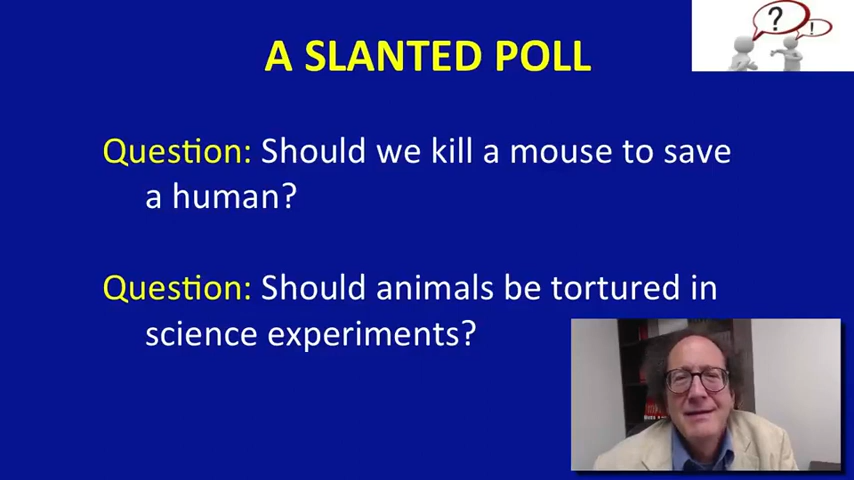 A SLANTED POLL
?
!
Question: Should we kill a mouse to save
a human?
Question: Should animals be tortured in
science experiments?